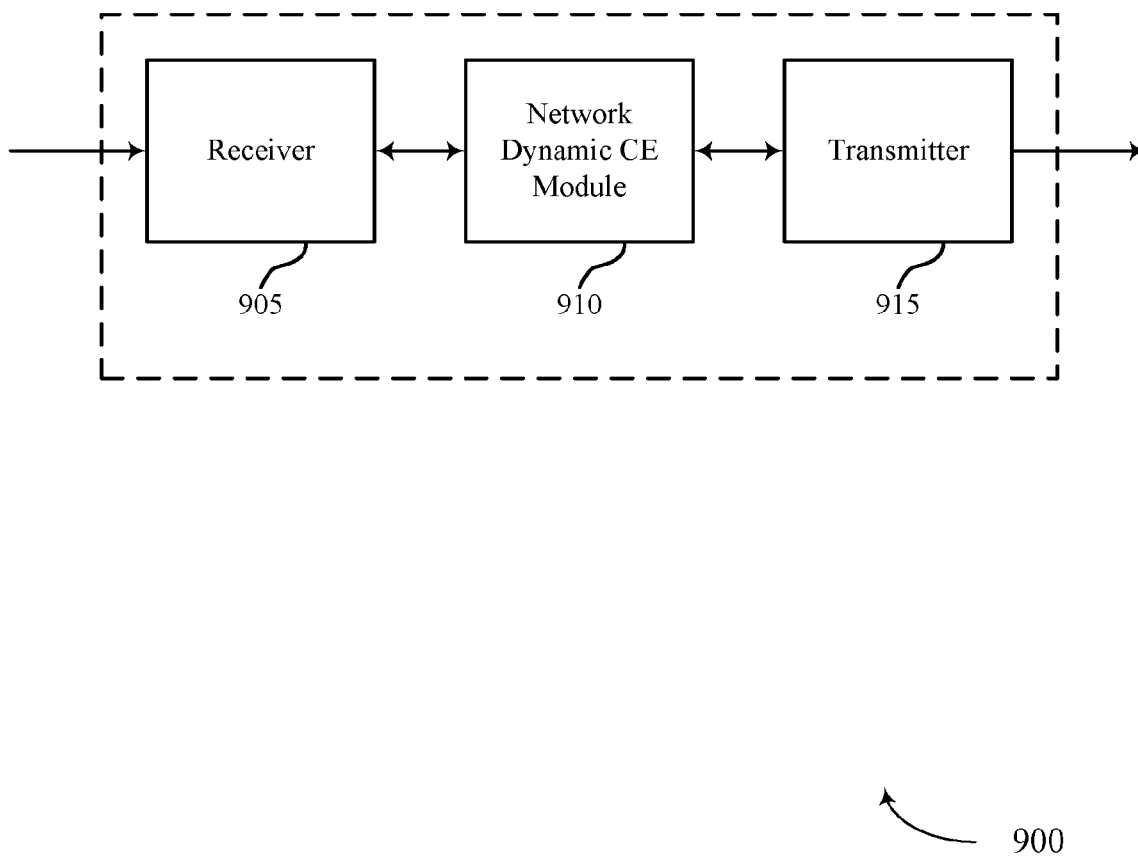 Receiver
Network
Dynamic CE
Module
Transmitter
905
910
915
900